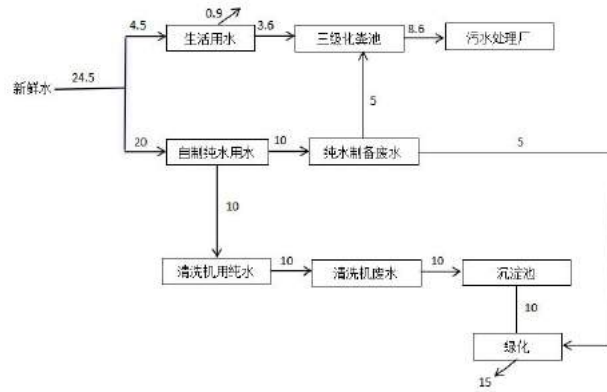 0.9
4.5
生活用水
3.6
三级化粪池
8.6
污水处理厂
新鲜水
24.5
5
20
自制纯水用水
10
纯水制备废水
5
10
清洗机用纯水
10
清洗机废水
10
沉淀池
10
绿化
15